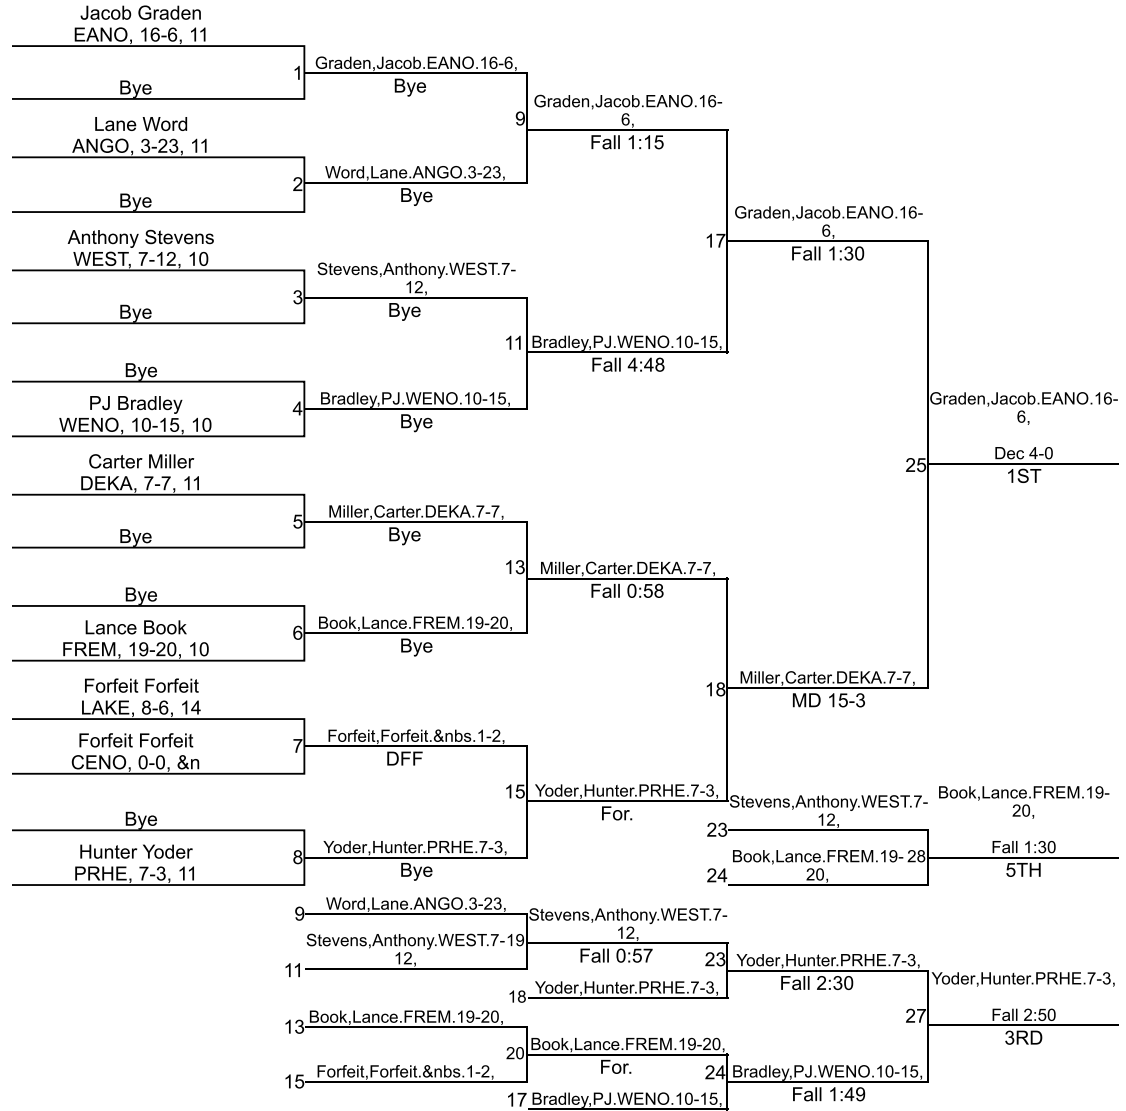 Jacob Graden
EANO, 16-6, 11
1
Bye
Graden,Jacob.EANO.16-6,
Bye
Lane Word
ANGO, 3-23, 11
2
Bye
Word,Lane.ANGO.3-23,
Bye
9
Graden,Jacob.EANO.16-
6,
Fall 1:15
Anthony Stevens
WEST, 7-12, 10
3
Bye
Stevens,Anthony.WEST.7-
12,
Bye
Bye
4
PJ Bradley
WENO, 10-15, 10
Bradley,PJ.WENO.10-15,
Bye
11
Bradley,PJ.WENO.10-15,
Fall 4:48
17
Graden,Jacob.EANO.16-
6,
Fall 1:30
Carter Miller
DEKA, 7-7, 11
5
Bye
Miller,Carter.DEKA.7-7,
Bye
Bye
6
Lance Book
FREM, 19-20, 10
Book,Lance.FREM.19-20,
Bye
13
Miller,Carter.DEKA.7-7,
Fall 0:58
Forfeit Forfeit
LAKE, 8-6, 14
7
Forfeit Forfeit
CENO, 0-0, &n
Forfeit,Forfeit.&nbs.1-2,
DFF
Bye
8
Hunter Yoder
PRHE, 7-3, 11
Yoder,Hunter.PRHE.7-3,
Bye
15
Yoder,Hunter.PRHE.7-3,
For.
18
Miller,Carter.DEKA.7-7,
MD 15-3
25
Graden,Jacob.EANO.16-
6,
Dec 4-0
1ST
23
Stevens,Anthony.WEST.7-
12,
24
Book,Lance.FREM.19-
20,
28
Book,Lance.FREM.19-
20,
Fall 1:30
5TH
9
Word,Lane.ANGO.3-23,
11
Stevens,Anthony.WEST.7-
12,
19
Stevens,Anthony.WEST.7-
12,
Fall 0:57
18
Yoder,Hunter.PRHE.7-3,
23
Yoder,Hunter.PRHE.7-3,
Fall 2:30
13
Book,Lance.FREM.19-20,
15
Forfeit,Forfeit.&nbs.1-2,
20
Book,Lance.FREM.19-20,
For.
17
Bradley,PJ.WENO.10-15,
24
Bradley,PJ.WENO.10-15,
Fall 1:49
27
Yoder,Hunter.PRHE.7-3,
Fall 2:50
3RD